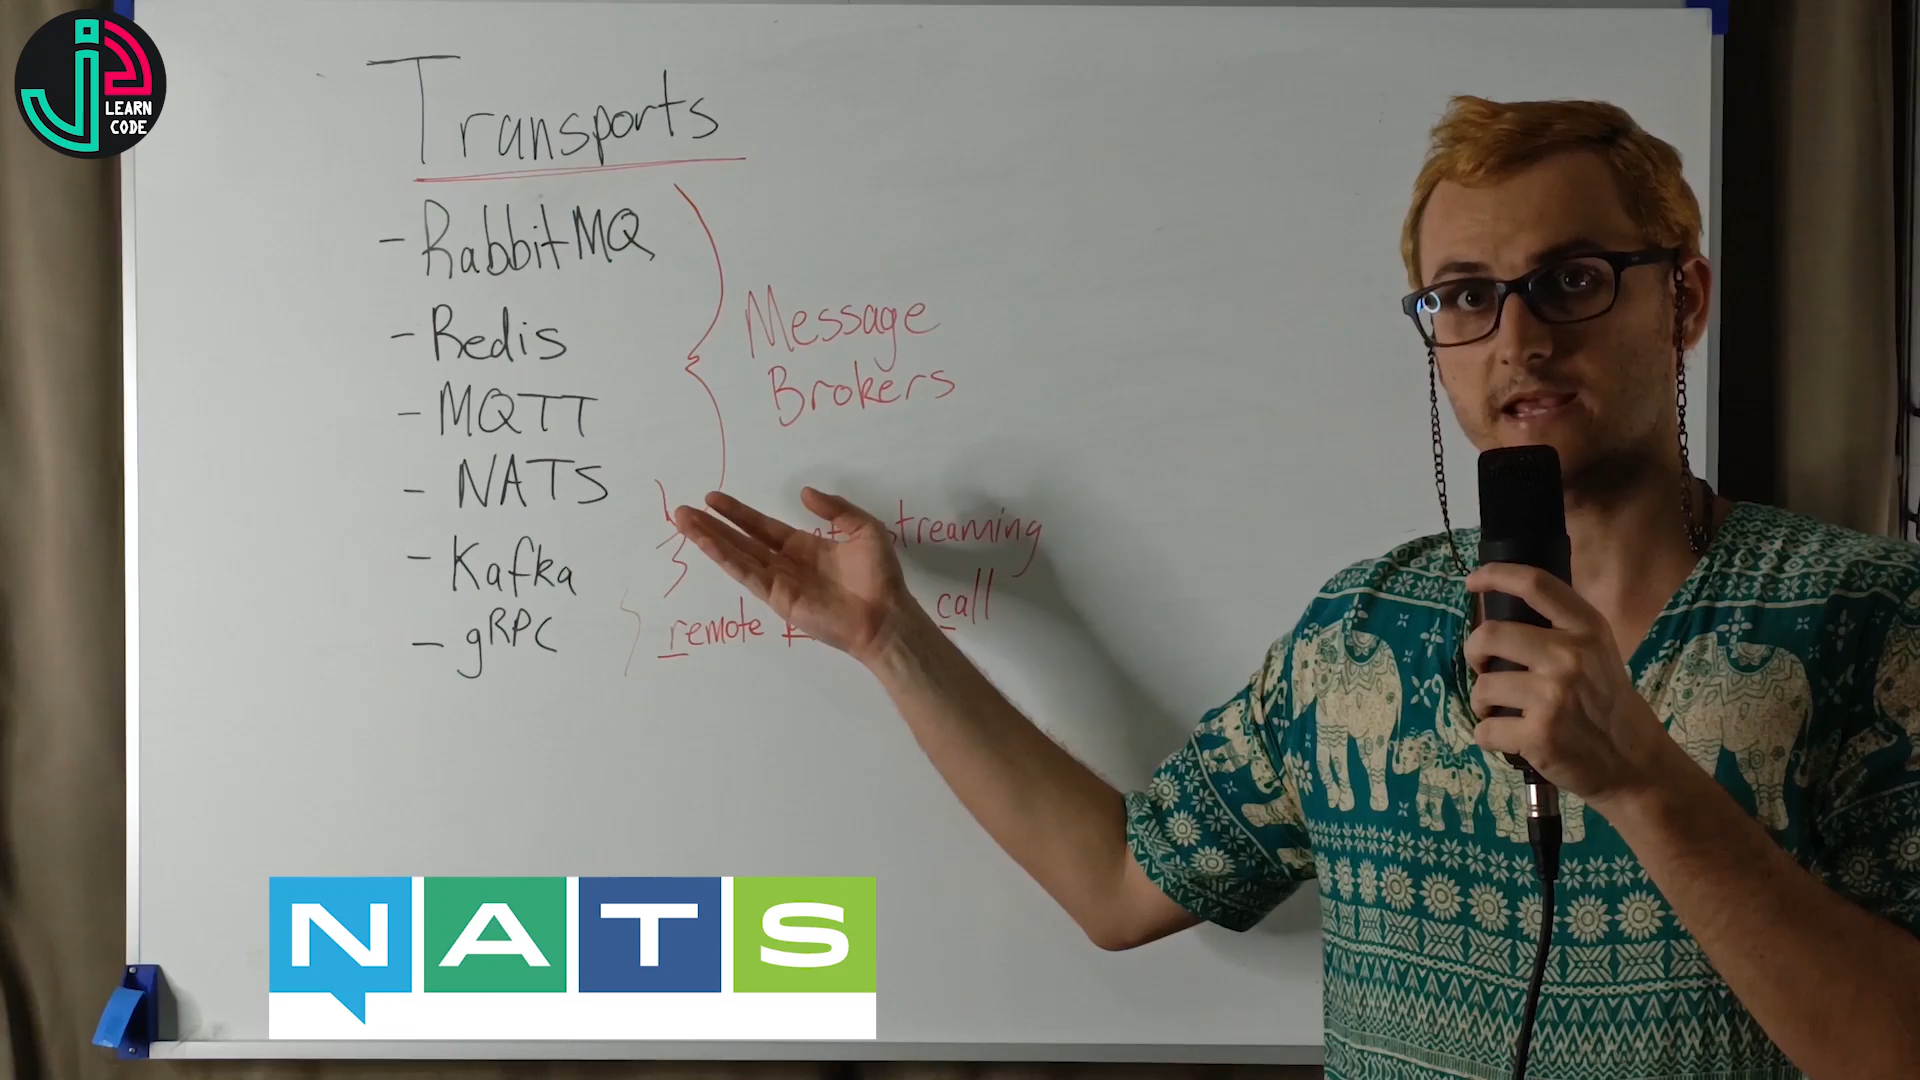 LEARN
CODE
Transports
- RabbitMQ
- Redis
- MQTT
- NATS
- Kafka
- gRPC
Message
Brokers
streaming
remote
call
NATS